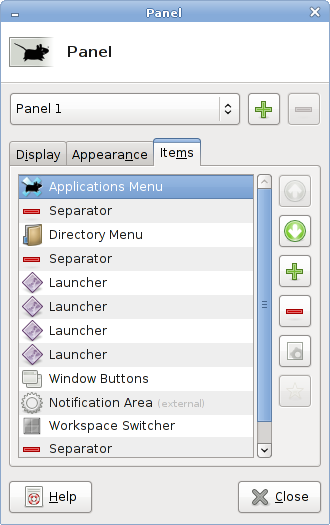 Panel
Panel
Panel 1
Display
Appearance
Items
Applications Menu
Separator
Directory Menu
Separator
Launcher
Launcher
Launcher
Launcher
Window Buttons
Notification Area (external)
Workspace Switcher
Separator
Help
Close